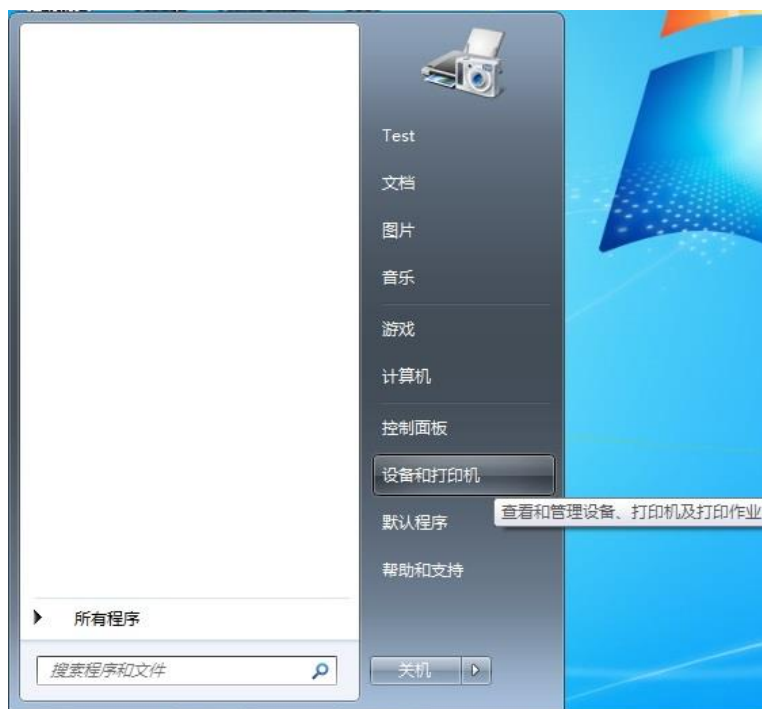 Test
文档
图片
音乐
游戏
计算机
控制面板
设备和打印机
查看和管理设备、打印机及打印作业
默认程序
帮助和支持
所有程序
搜索程序和文件
关机